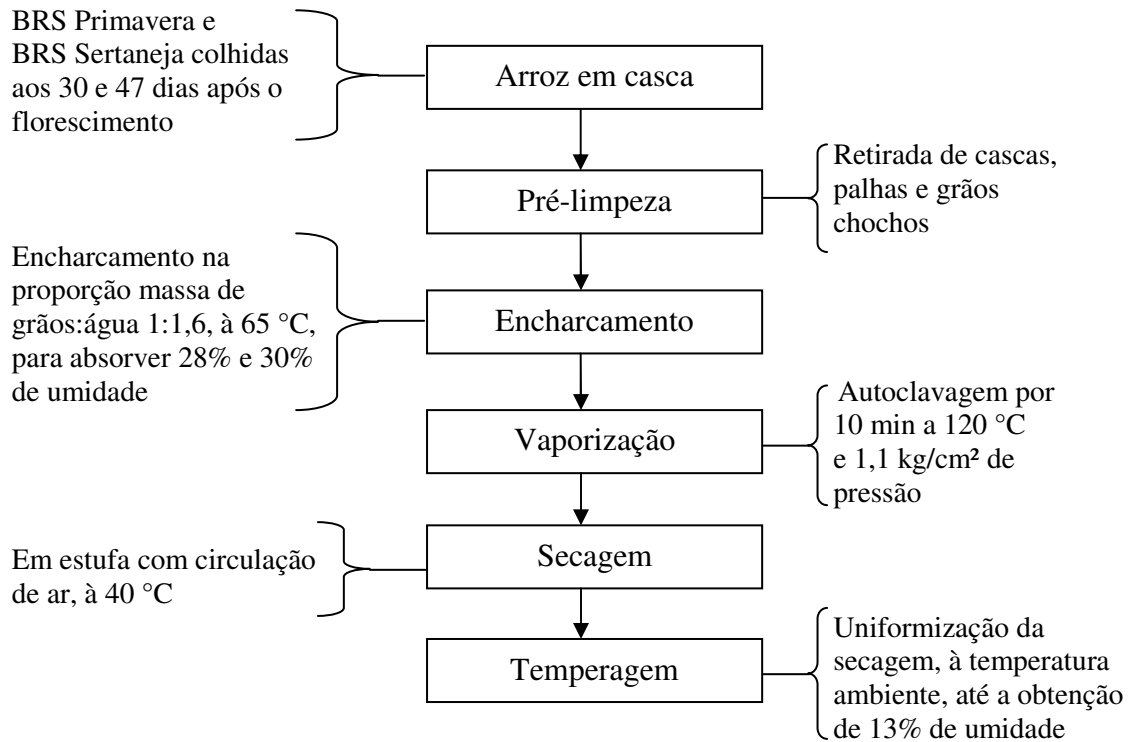 BRS Primavera e
BRS Sertaneja colhidas
aos 30 e 47 dias após o
florescimento
Arroz em casca
Pré-limpeza
Retirada de cascas,
palhas e grãos
chochos
Encharcamento na
proporção massa de
grãos:água 1:1,6, à 65 °C,
para absorver 28% e 30%
de umidade
Encharcamento
Vaporização
Autoclavagem por
10 min a 120 °C
e 1,1 kg/cm² de
pressão
Em estufa com circulação
de ar, à 40 °C
Secagem
Temperagem
Uniformização da
secagem, à temperatura
ambiente, até a obtenção
de 13% de umidade